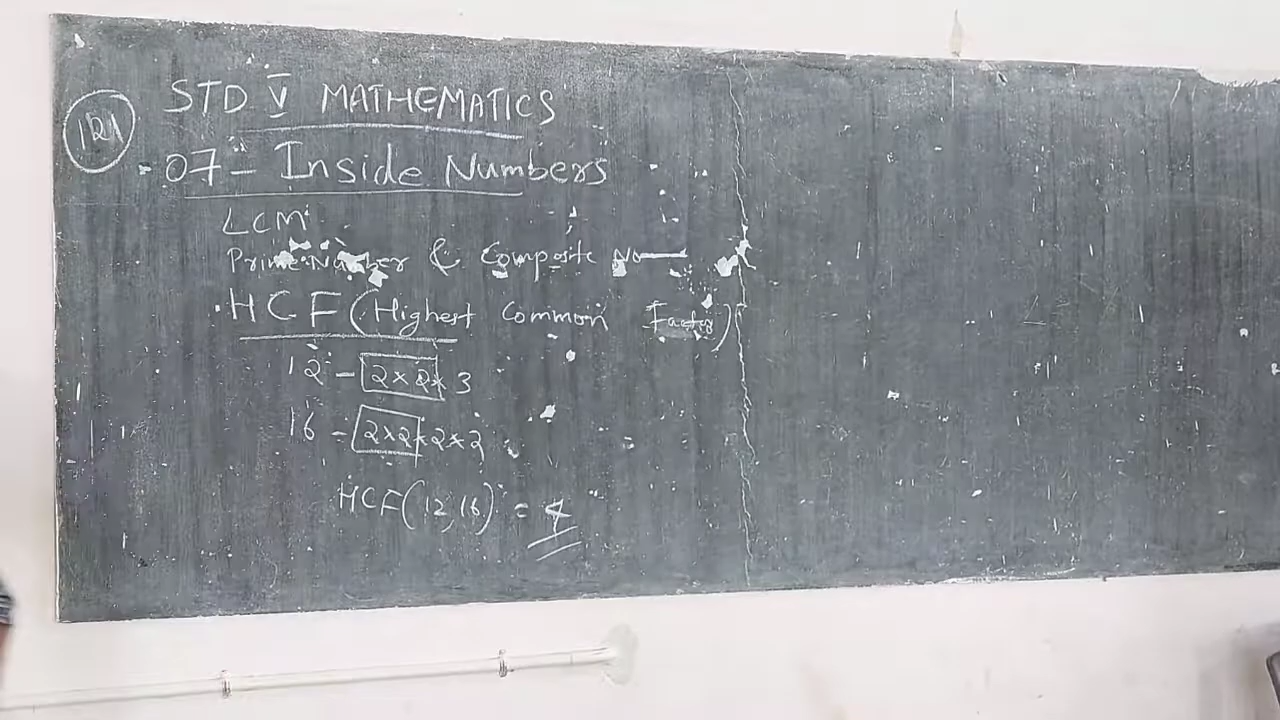 STD V MATHEMATICS
121
07 - Inside Numbers
LCM
Prime Number & Composite No
HCF (Highest Common Factor)
12 - 2×2×3
16 = 2×2×2×2
HCF(12,16) = 4